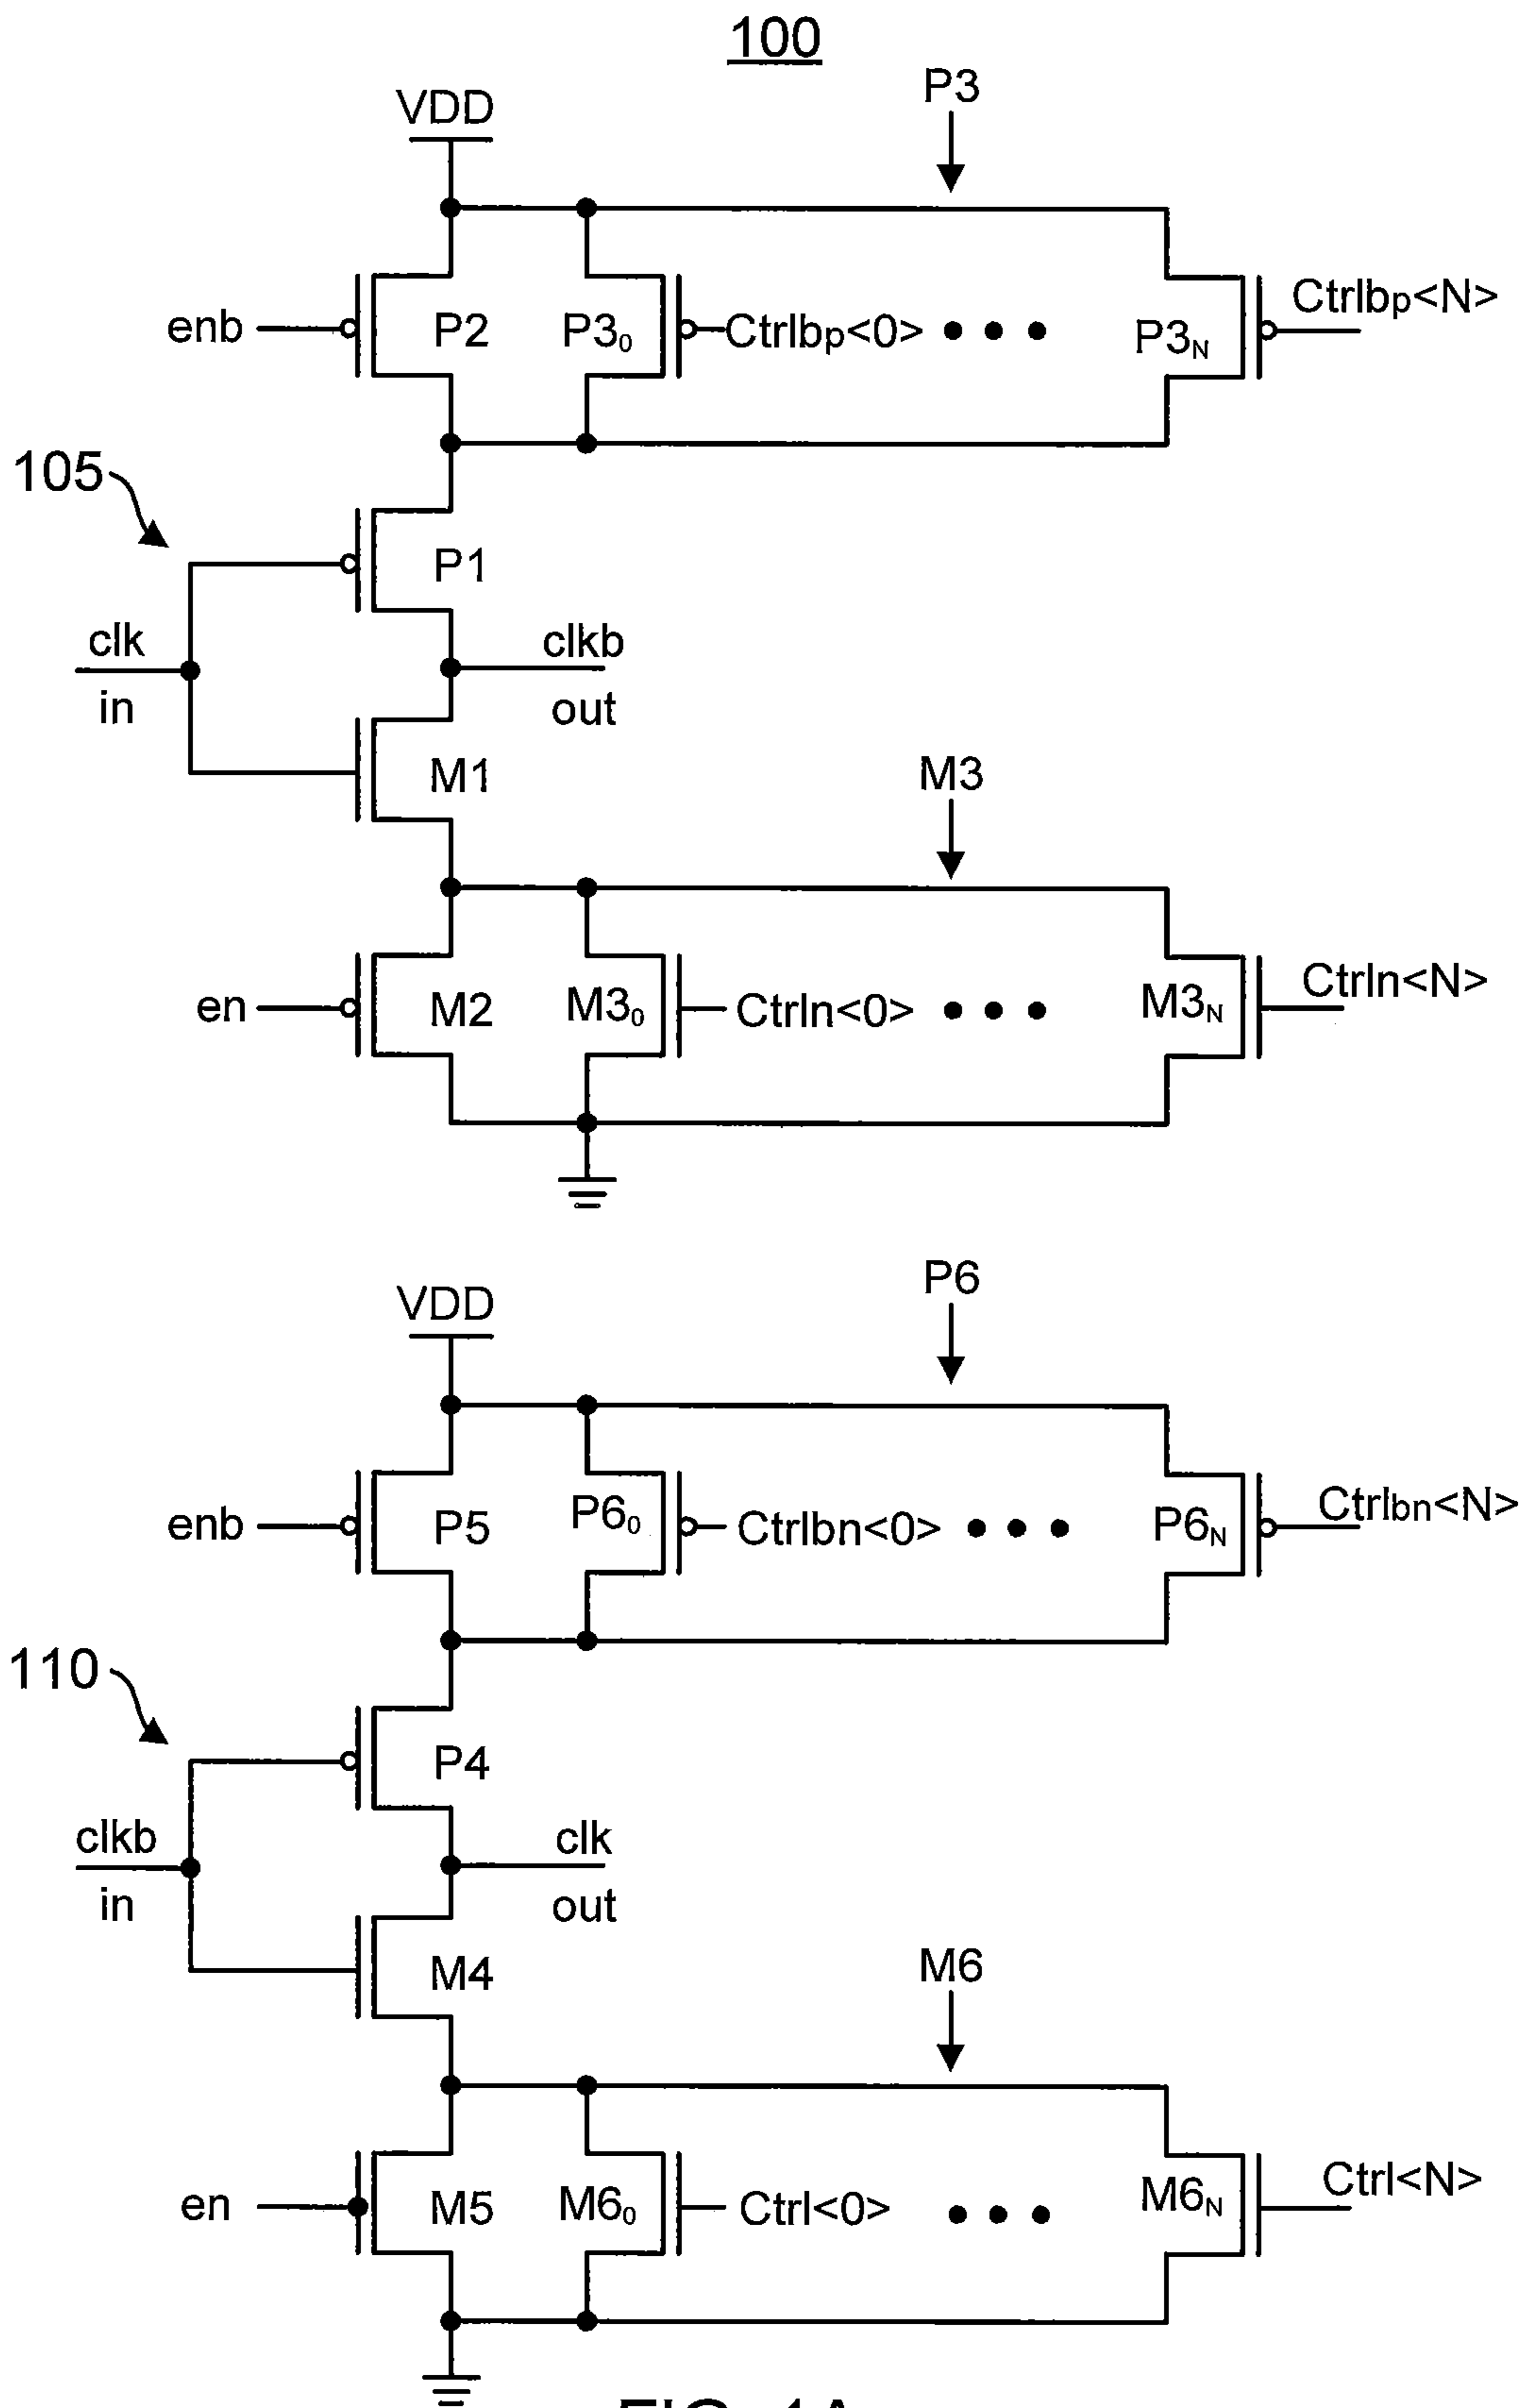 100
P3
VDD
enb
P2
P3₀
Ctrlbp<0>
P3N
Ctrlbp<N>
105
P1
clk
in
clkb
out
M1
M3
en
M2
M3₀
Ctrln<0>
M3N
Ctrln<N>
P6
VDD
enb
P5
P6₀
Ctrlbn<0>
P6N
Ctrlbn<N>
110
P4
clkb
in
clk
out
M4
M6
en
M5
M6₀
Ctrl<0>
M6N
Ctrl<N>
FIG. 1A